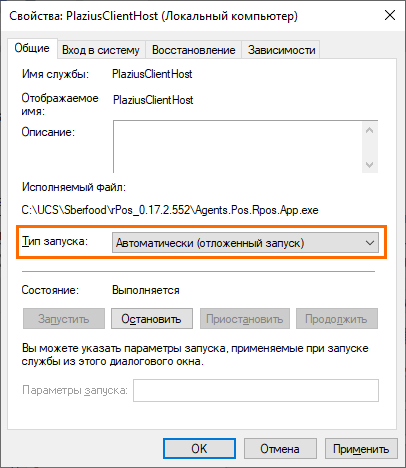 Свойства: PlaziusClientHost (Локальный компьютер)
Общие Вход в систему Восстановление Зависимости
Имя службы: PlaziusClientHost
Отображаемое имя: PlaziusClientHost
Описание:
Исполняемый файл:
C:\UCS\Sberfood\rPos_0.17.2.552\Agents.Pos.Rpos.App.exe
Тип запуска: Автоматически (отложенный запуск)
Состояние: Выполняется
Запустить Остановить Приостановить Продолжить
Вы можете указать параметры запуска, применяемые при запуске
службы из этого диалогового окна.
Параметры запуска:
OK Отмена Применить